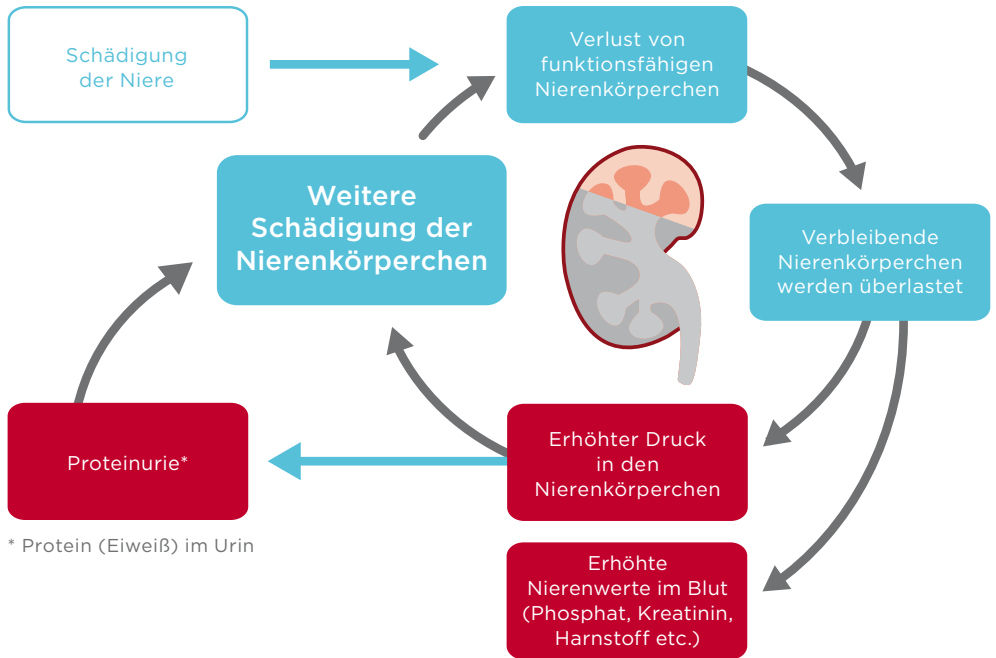 Schädigung
der Niere
Verlust von
funktionsfähigen
Nierenkörperchen
Weitere
Schädigung der
Nierenkörperchen
Verbleibende
Nierenkörperchen
werden überlastet
Proteinurie*
Erhöhter Druck
in den
Nierenkörperchen
* Protein (Eiweiß) im Urin
Erhöhte
Nierenwerte im Blut
(Phosphat, Kreatinin,
Harnstoff etc.)